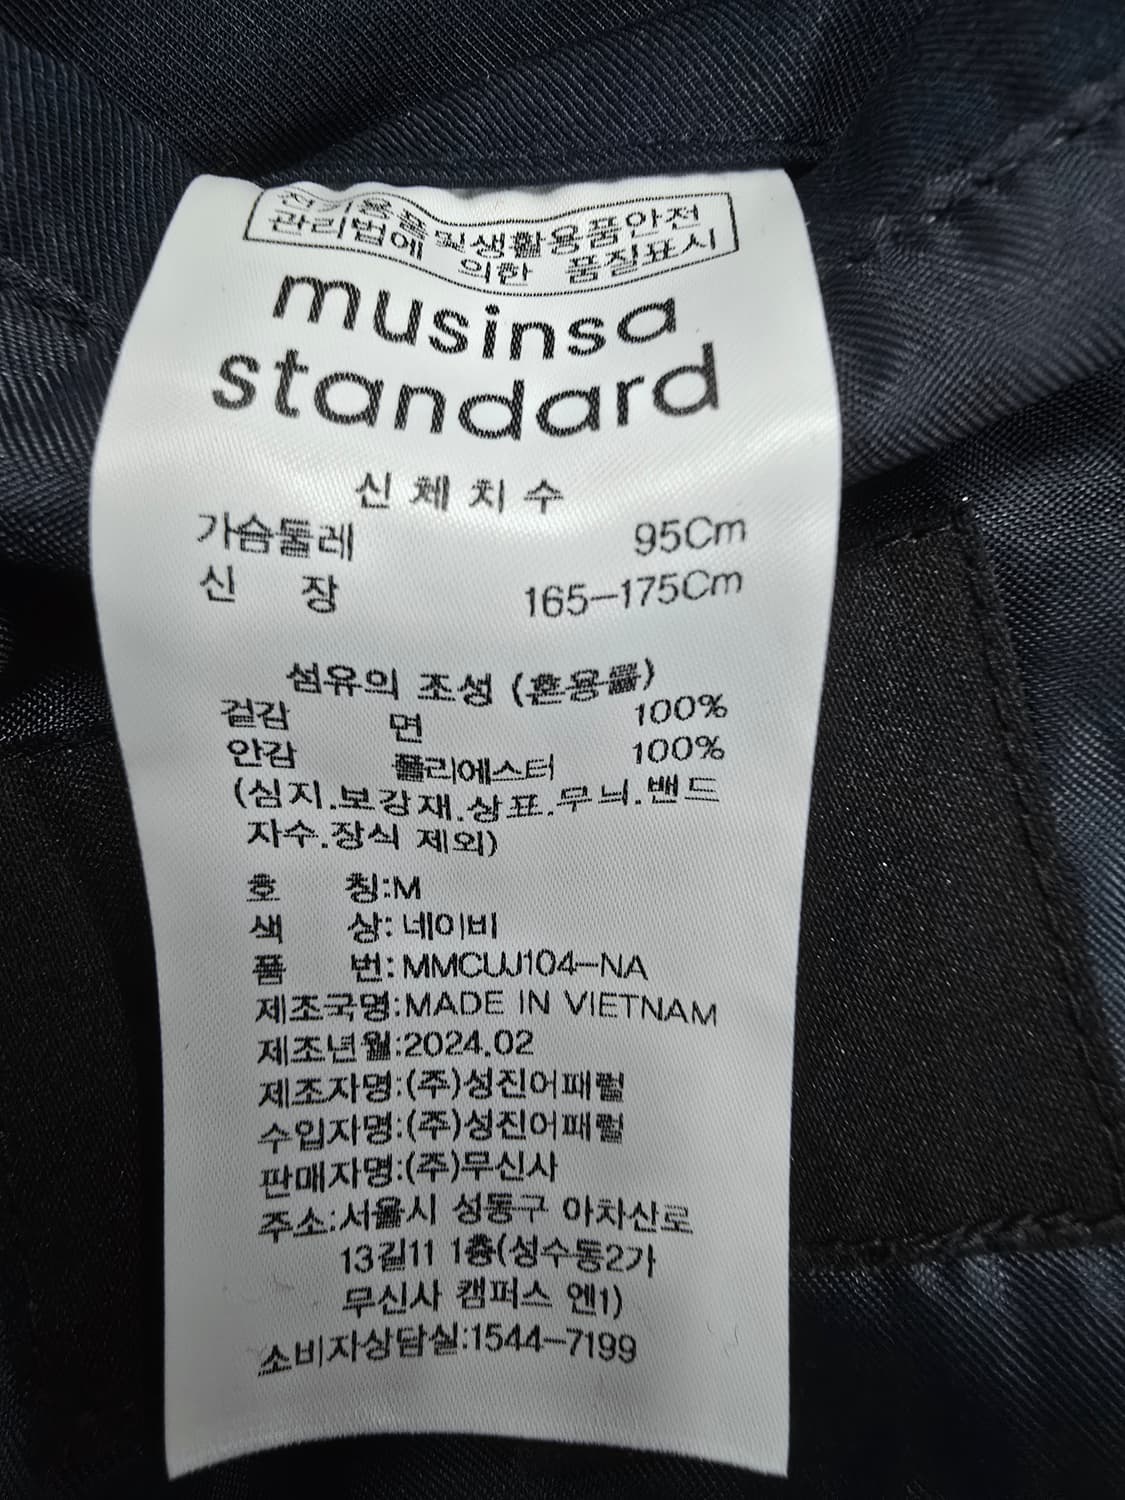 전기용품및생활용품안전
관리법에 의한 품질표시
musinsa
standard
신체치수
가슴둘레 95Cm
신 장 165-175Cm
섬유의 조성 (혼용률)
겉감 면 100%
안감 폴리에스터 100%
(심지.보강재.상표.무늬.밴드
자수.장식 제외)
호 칭:M
색 상:네이비
품 번:MMCUJ104-NA
제조국명:MADE IN VIETNAM
제조년월:2024.02
제조자명:(주)성진어패럴
수입자명:(주)성진어패럴
판매자명:(주)무신사
주소:서울시 성동구 아차산로
13길11 1층(성수동2가
무신사 캠퍼스 엔1)
소비자상담실:1544-7199